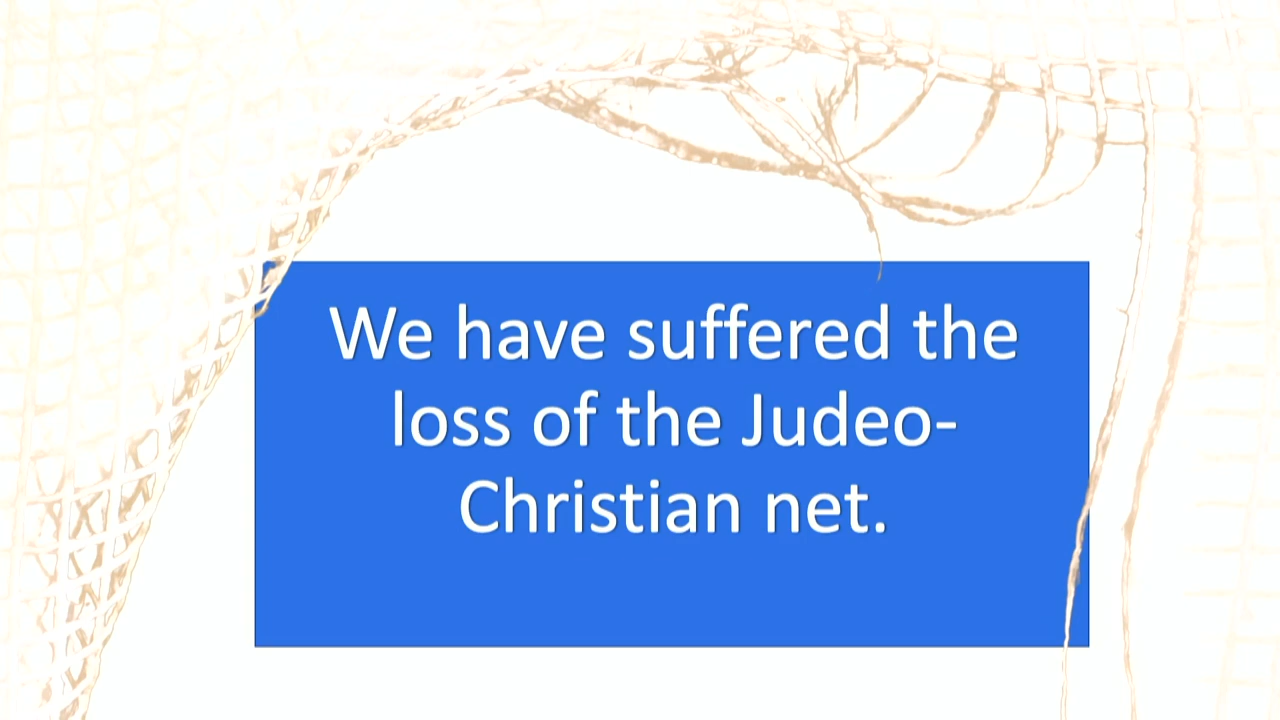 We have suffered the
loss of the Judeo-
Christian net.